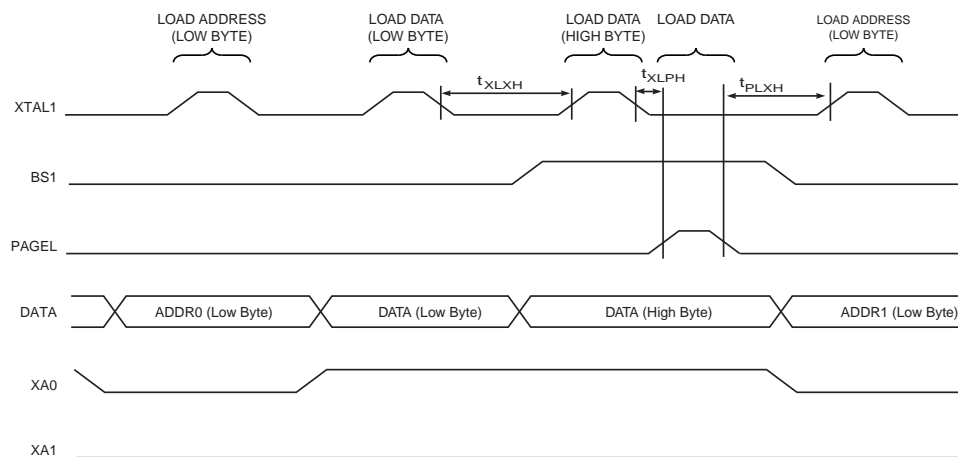 LOAD ADDRESS
(LOW BYTE)
LOAD DATA
(LOW BYTE)
LOAD DATA
(HIGH BYTE)
LOAD DATA
LOAD ADDRESS
(LOW BYTE)
tXLXH
tXLPH
tPLXH
XTAL1
BS1
PAGEL
DATA
ADDR0 (Low Byte)
DATA (Low Byte)
DATA (High Byte)
ADDR1 (Low Byte)
XA0
XA1